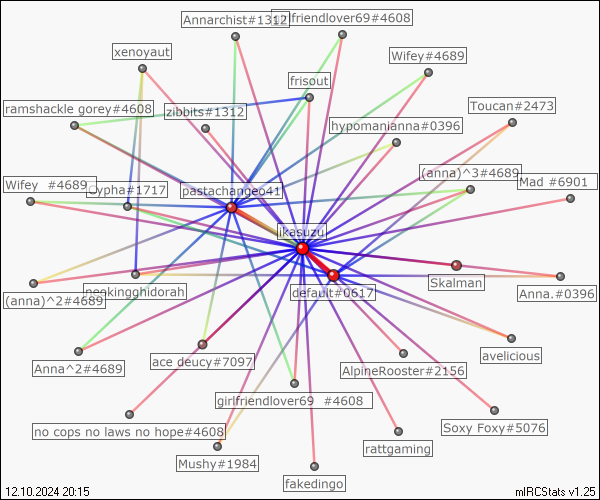 Annarchist#1312
girlfriendlover69#4608
xenoyaut
Wifey#4689
frisout
ramshackle gorey#4608
zibbits#1312
Toucan#2473
hypomanianna#0396
(anna)^3#4689
Wifey #4689
Cypha#1717
pastachangeo41
Mad #6901
ikasuzu
Skalman
(anna)^2#4689
neokingghidorah
default#0617
Anna.#0396
Anna^2#4689
ace deucy#7097
AlpineRooster#2156
avelicious
girlfriendlover69 #4608
no cops no laws no hope#4608
Soxy Foxy#5076
Mushy#1984
rattgaming
fakedingo
12.10.2024 20:15
mIRCStats v1.25